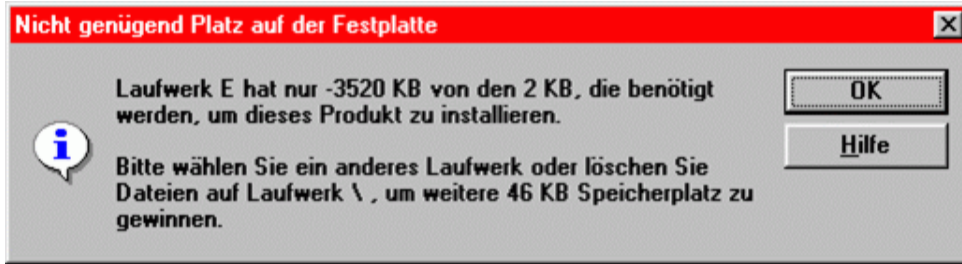 Nicht genügend Platz auf der Festplatte
Laufwerk E hat nur -3520 KB von den 2 KB, die benötigt
werden, um dieses Produkt zu installieren.
OK
Hilfe
Bitte wählen Sie ein anderes Laufwerk oder löschen Sie
Dateien auf Laufwerk \ , um weitere 46 KB Speicherplatz zu
gewinnen.